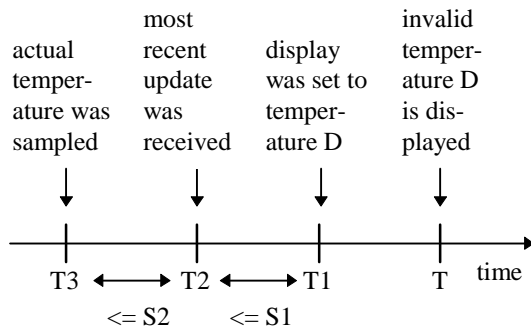 actual
temper-
ature was
sampled
most
recent
update
was
received
display
was set to
temper-
ature D
invalid
temper-
ature D
is dis-
played
T3
T2
T1
T
time
<= S2
<= S1